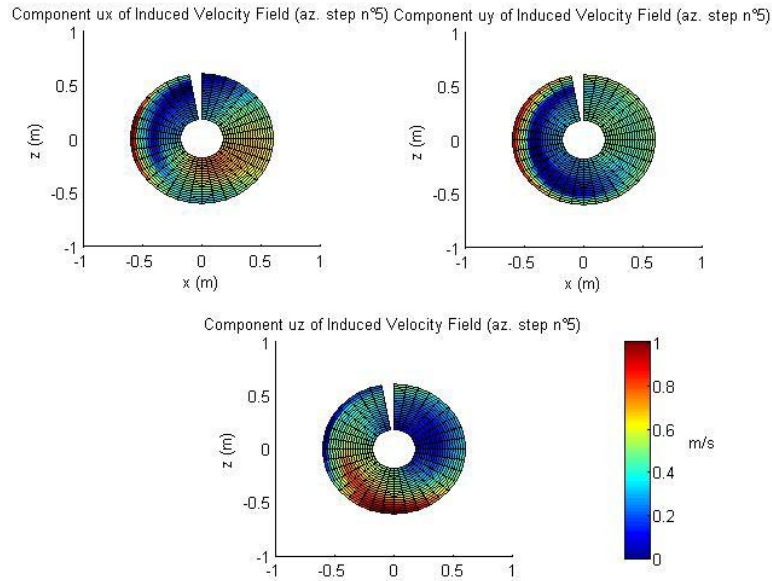 Component ux of Induced Velocity Field (az. step nº5)
Component uy of Induced Velocity Field (az. step nº5)
1
0.5
0
-0.5
-1
z (m)
-1 -0.5 0 0.5 1
x (m)
1
0.5
0
-0.5
-1
z (m)
-1 -0.5 0 0.5 1
x (m)
Component uz of Induced Velocity Field (az. step nº5)
1
0.5
0
-0.5
-1
z (m)
-1 -0.5 0 0.5 1
1
0.8
0.6
0.4
0.2
0
m/s